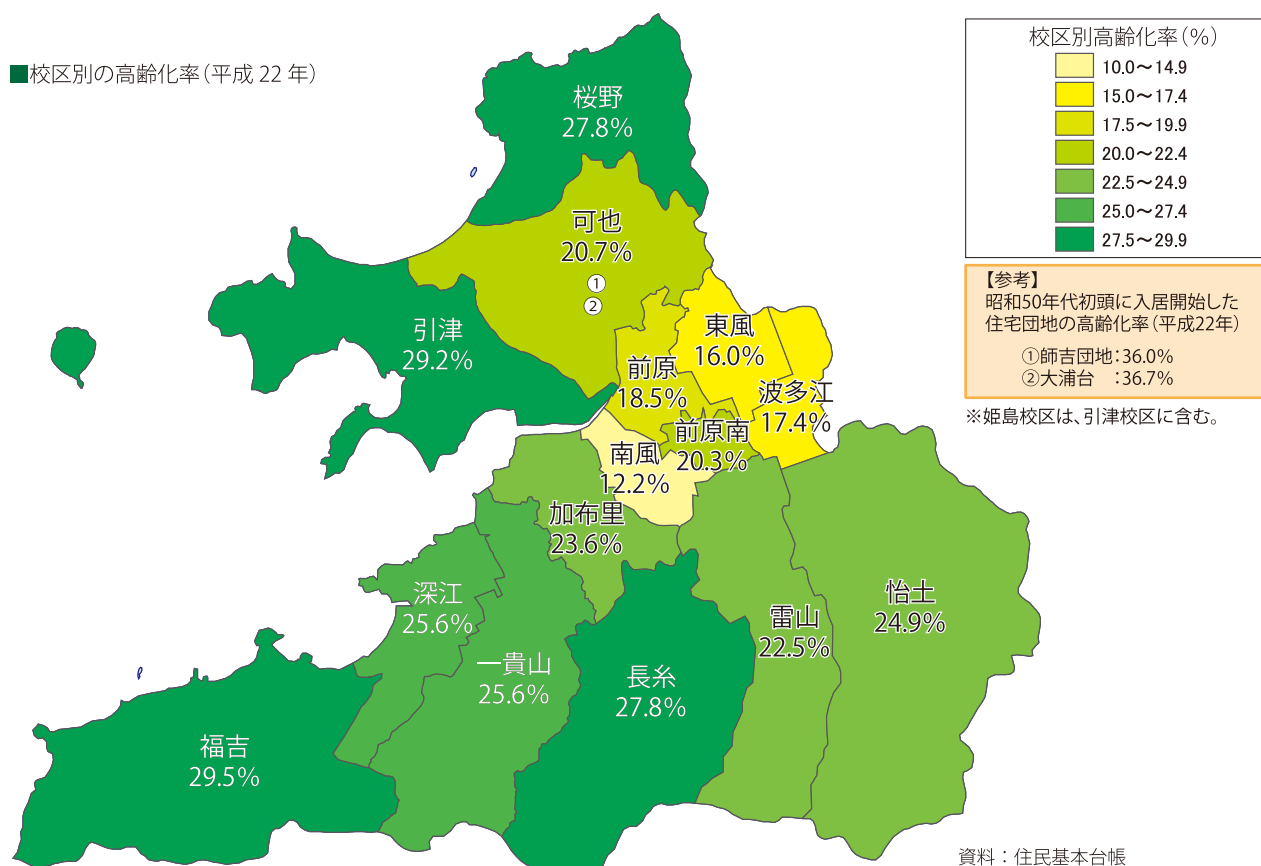 ■校区別の高齢化率(平成 22 年)
校区別高齢化率(%)
10.0～14.9
15.0～17.4
17.5～19.9
20.0～22.4
22.5～24.9
25.0～27.4
27.5～29.9
【参考】
昭和50年代初頭に入居開始した
住宅団地の高齢化率(平成22年)
①師吉団地:36.0%
②大浦台 :36.7%
※姫島校区は、引津校区に含む。
桜野
27.8%
可也
20.7%
①
②
引津
29.2%
東風
16.0%
前原
18.5%
波多江
17.4%
前原南
20.3%
南風
12.2%
加布里
23.6%
深江
25.6%
一貴山
25.6%
雷山
22.5%
怡土
24.9%
長糸
27.8%
福吉
29.5%
資料：住民基本台帳